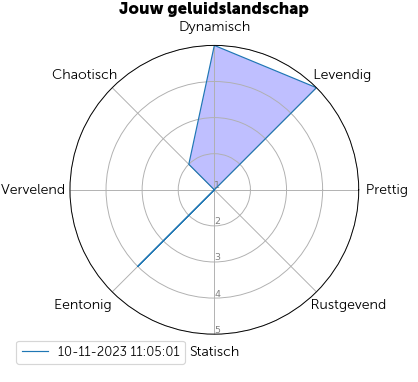 Jouw geluidslandschap
Dynamisch
Chaotisch
Levendig
Vervelend
1
Prettig
2
3
4
5
Eentonig
Rustgevend
10-11-2023 11:05:01
Statisch